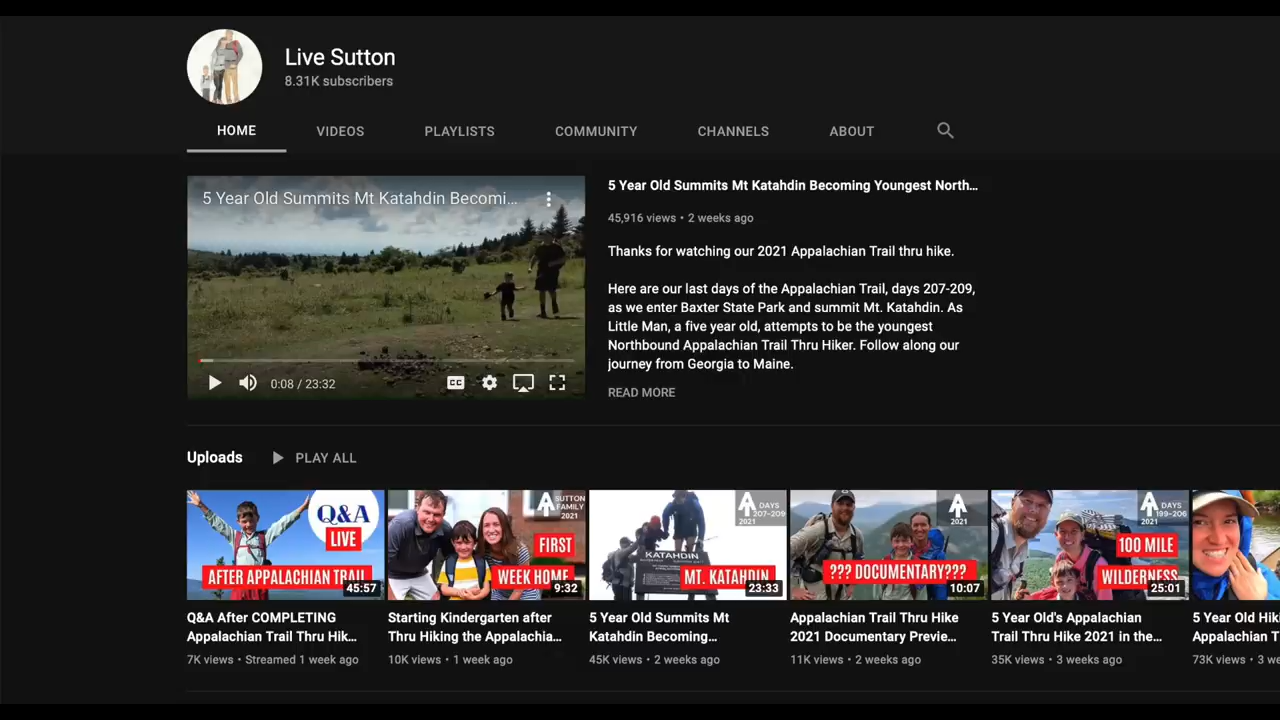 Live Sutton
8.31K subscribers
HOME
VIDEOS
PLAYLISTS
COMMUNITY
CHANNELS
ABOUT
5 Year Old Summits Mt Katahdin Becomi...
0:08 / 23:32
CC
5 Year Old Summits Mt Katahdin Becoming Youngest North...
45,916 views • 2 weeks ago
Thanks for watching our 2021 Appalachian Trail thru hike.
Here are our last days of the Appalachian Trail, days 207-209,
as we enter Baxter State Park and summit Mt. Katahdin. As
Little Man, a five year old, attempts to be the youngest
Northbound Appalachian Trail Thru Hiker. Follow along our
journey from Georgia to Maine.
READ MORE
Uploads
PLAY ALL
Q&A
LIVE
AFTER APPALACHIAN TRAIL
45:57
Q&A After COMPLETING
Appalachian Trail Thru Hik...
7K views • Streamed 1 week ago
SUTTON
FAMILY
2021
FIRST
WEEK HOME
9:32
Starting Kindergarten after
Thru Hiking the Appalachia...
10K views • 1 week ago
DAYS
207-209
2021
KATAHDIN
MT. KATAHDIN
23:33
5 Year Old Summits Mt
Katahdin Becoming...
45K views • 2 weeks ago
2021
??? DOCUMENTARY???
10:07
Appalachian Trail Thru Hike
2021 Documentary Previe...
11K views • 2 weeks ago
DAYS
199-206
2021
100 MILE
WILDERNESS
25:01
5 Year Old's Appalachian
Trail Thru Hike 2021 in the...
35K views • 3 weeks ago
5 Year Old Hi
Appalachian T
73K views • 3 we